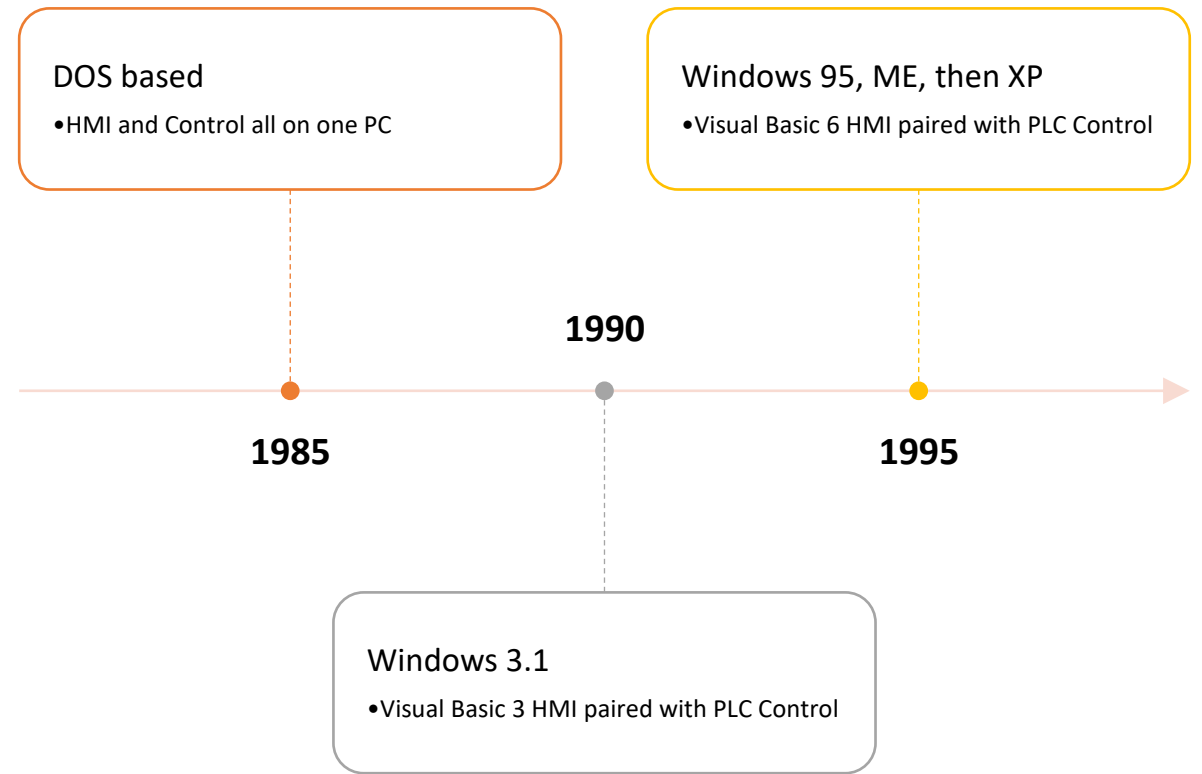 DOS based
•HMI and Control all on one PC
Windows 95, ME, then XP
•Visual Basic 6 HMI paired with PLC Control
1990
1985
1995
Windows 3.1
•Visual Basic 3 HMI paired with PLC Control